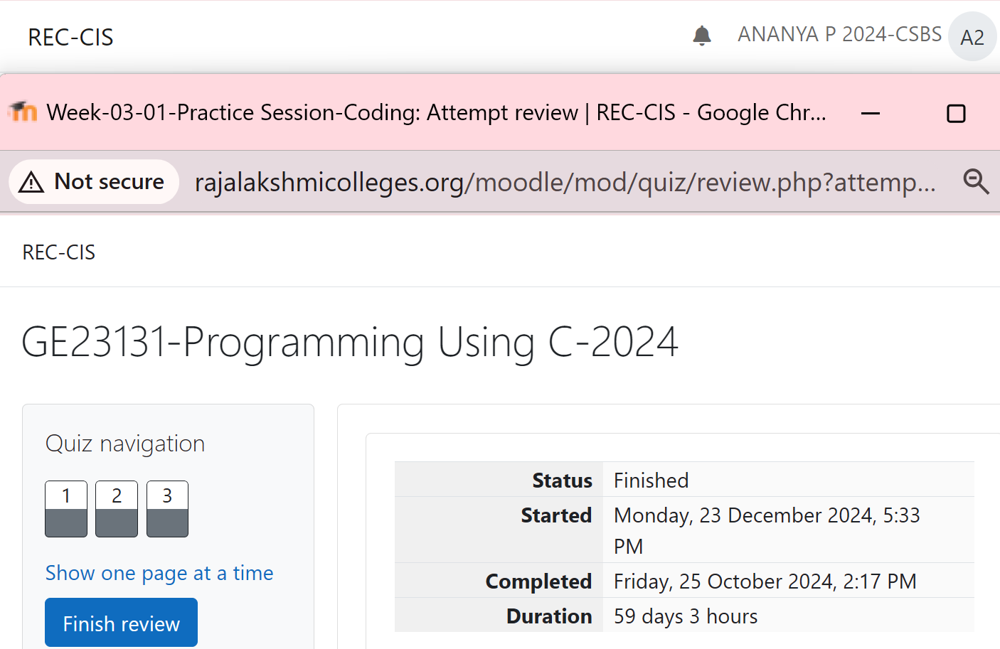 REC-CIS
ANANYA P 2024-CSBS A2
Week-03-01-Practice Session-Coding: Attempt review | REC-CIS - Google Chr...
Not secure rajalakshmicolleges.org/moodle/mod/quiz/review.php?attemp...
REC-CIS
GE23131-Programming Using C-2024
Quiz navigation
1 2 3
Show one page at a time
Finish review
Status Finished
Started Monday, 23 December 2024, 5:33
PM
Completed Friday, 25 October 2024, 2:17 PM
Duration 59 days 3 hours